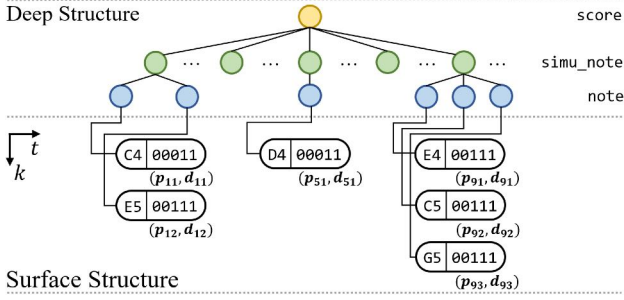 Deep Structure
score
... ... ... ... ...
simu_note
note
t
k
C4 00011
D4 00011
E4 00111
(p11, d11)
(p51, d51)
(p91, d91)
E5 00111
C5 00111
(p12, d12)
(p92, d92)
G5 00111
(p93, d93)
Surface Structure